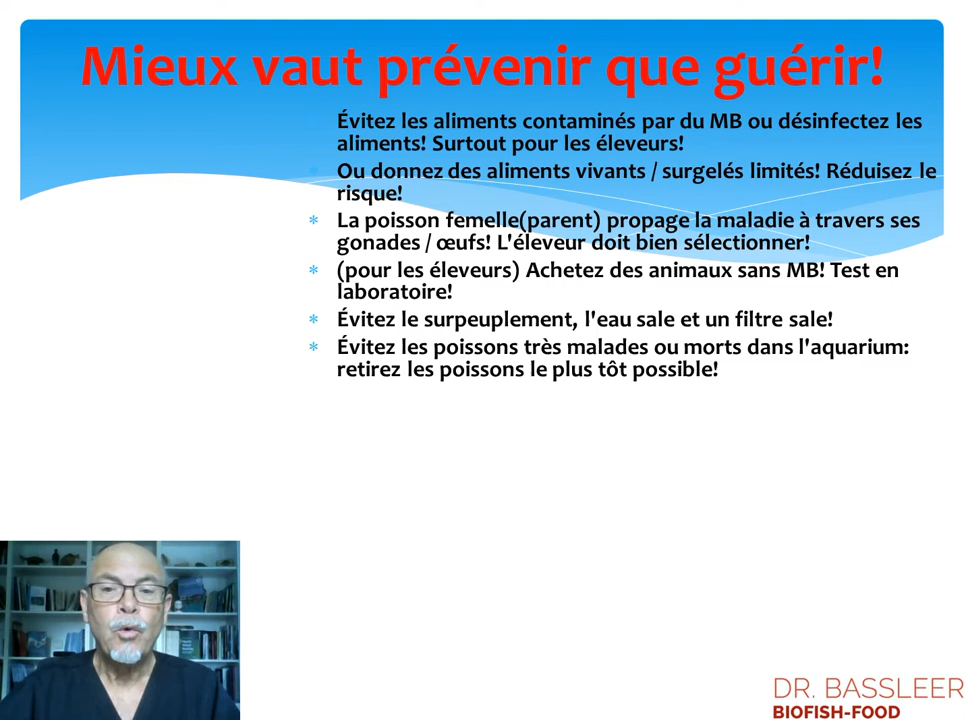 Mieux vaut prévenir que guérir!
Évitez les aliments contaminés par du MB ou désinfectez les
aliments! Surtout pour les éleveurs!
Ou donnez des aliments vivants / surgelés limités! Réduisez le
risque!
* La poisson femelle(parent) propage la maladie à travers ses
gonades / œufs! L'éleveur doit bien sélectionner!
* (pour les éleveurs) Achetez des animaux sans MB! Test en
laboratoire!
* Évitez le surpeuplement, l'eau sale et un filtre sale!
* Évitez les poissons très malades ou morts dans l'aquarium:
retirez les poissons le plus tôt possible!
DR. BASSLEER
BIOFISH-FOOD